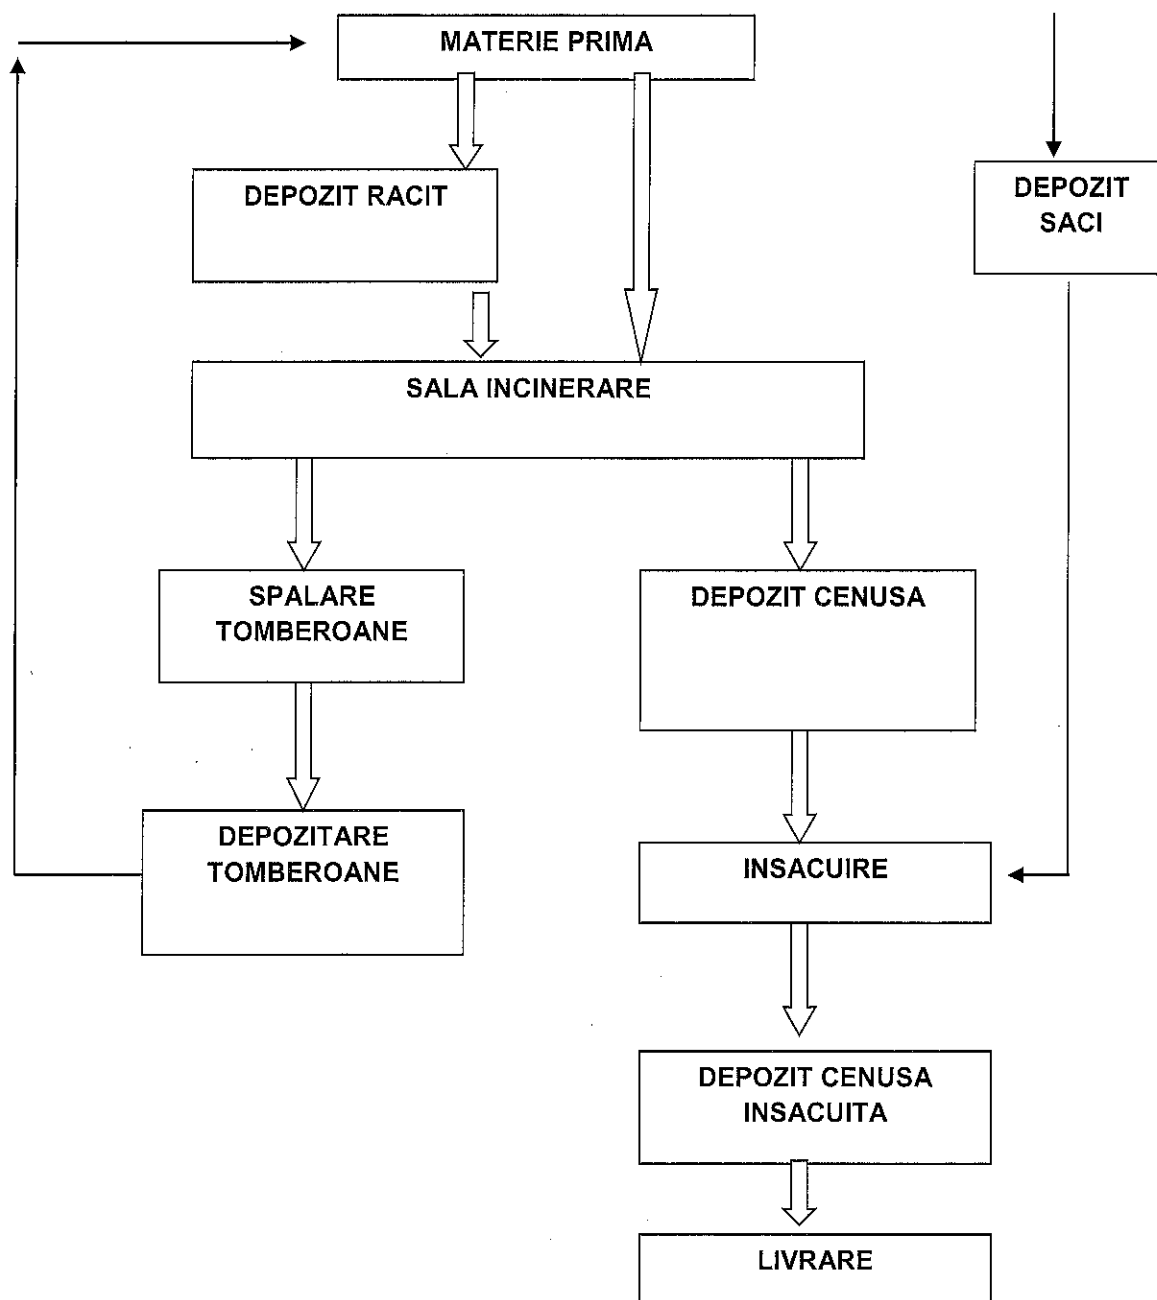 MATERIE PRIMA
DEPOZIT RACIT
DEPOZIT
SACI
SALA INCINERARE
SPALARE
TOMBEROANE
DEPOZIT CENUSA
DEPOZITARE
TOMBEROANE
INSACUIRE
DEPOZIT CENUSA
INSACUITA
LIVRARE